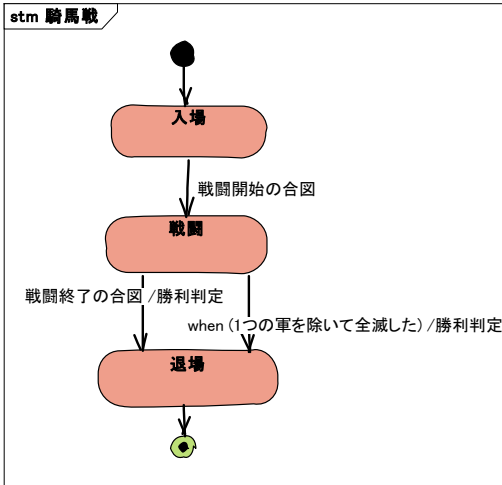 stm 騎馬戦
入場
戦闘開始の合図
戦闘
戦闘終了の合図 /勝利判定
when (1つの軍を除いて全滅した) /勝利判定
退場